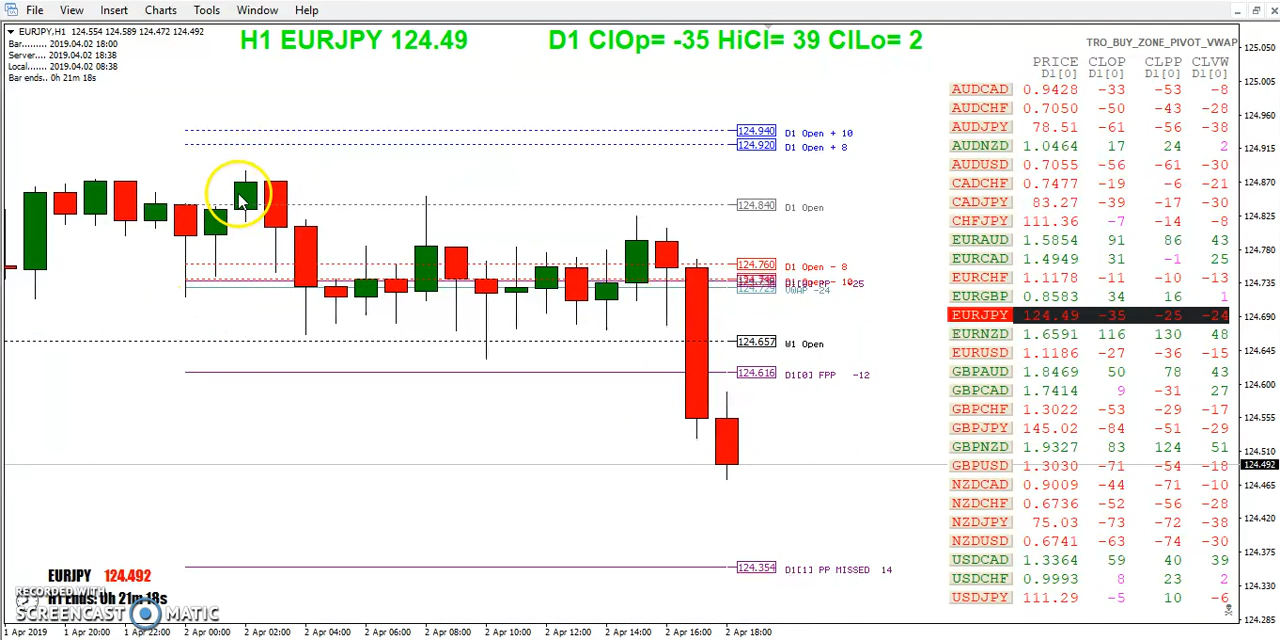 File View Insert Charts Tools Window Help
EURJPY,H1 124.554 124.589 124.472 124.492
Bar......... 2019.04.02 18:00
Server.... 2019.04.02 18:38
Local....... 2019.04.02 08:38
Bar ends.. 0h 21m 18s
H1 EURJPY 124.49 D1 ClOp= -35 HiCl= 39 ClLo= 2
TRO_BUY_ZONE_PIVOT_VWAP
PRICE CLOP CLPP CLVW
D1[0] D1[0] D1[0] D1[0]
AUDCAD 0.9428 -33 -53 -8
AUDCHF 0.7050 -50 -43 -28
AUDJPY 78.51 -61 -56 -38
AUDNZD 1.0464 17 24 2
AUDUSD 0.7055 -56 -61 -30
CADCHF 0.7477 -19 -6 -21
CADJPY 83.27 -39 -17 -30
CHFJPY 111.36 -7 -14 -8
EURAUD 1.5854 91 86 43
EURCAD 1.4949 31 -1 25
EURCHF 1.1178 -11 -10 -13
EURGBP 0.8583 34 16 1
EURJPY 124.49 -35 -25 -24
EURNZD 1.6591 116 130 48
EURUSD 1.1186 -27 -36 -15
GBPAUD 1.8469 50 78 43
GBPCAD 1.7414 9 -31 27
GBPCHF 1.3022 -53 -29 -17
GBPJPY 145.02 -84 -51 -29
GBPNZD 1.9327 83 124 51
GBPUSD 1.3030 -71 -54 -18
NZDCAD 0.9009 -44 -71 -10
NZDCHF 0.6736 -52 -56 -28
NZDJPY 75.03 -73 -72 -38
NZDUSD 0.6741 -63 -74 -30
USDCAD 1.3364 59 40 39
USDCHF 0.9993 8 23 2
USDJPY 111.29 -5 10 -6
124.940 D1 Open + 10
124.920 D1 Open + 8
124.840 D1 Open
124.760 D1 Open - 8
124.729 VWAP -24
124.657 W1 Open
124.616 D1[0] FPP -12
124.354 D1[1] PP MISSED 14
125.050
125.005
124.960
124.915
124.870
124.825
124.780
124.735
124.690
124.645
124.600
124.555
124.510
124.492
124.465
124.420
124.375
124.330
124.285
EURJPY 124.492
H1 Ends 0h 21m 18s
RECORDED WITH
SCREENCAST MATIC
1 Apr 2019 1 Apr 20:00 1 Apr 22:00 2 Apr 00:00 2 Apr 02:00 2 Apr 04:00 2 Apr 06:00 2 Apr 08:00 2 Apr 10:00 2 Apr 12:00 2 Apr 14:00 2 Apr 16:00 2 Apr 18:00